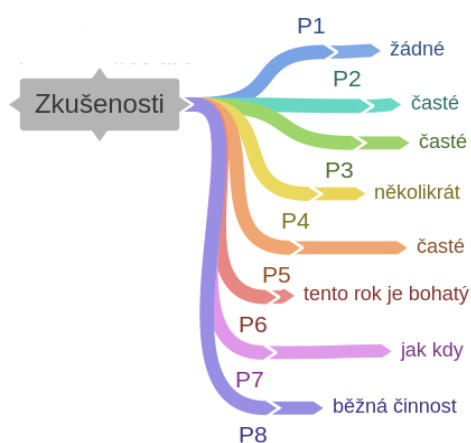 P1
žádné
P2
Zkušenosti
časté
časté
P3
několikrát
P4
časté
P5
tento rok je bohatý
P6
jak kdy
P7
běžná činnost
P8